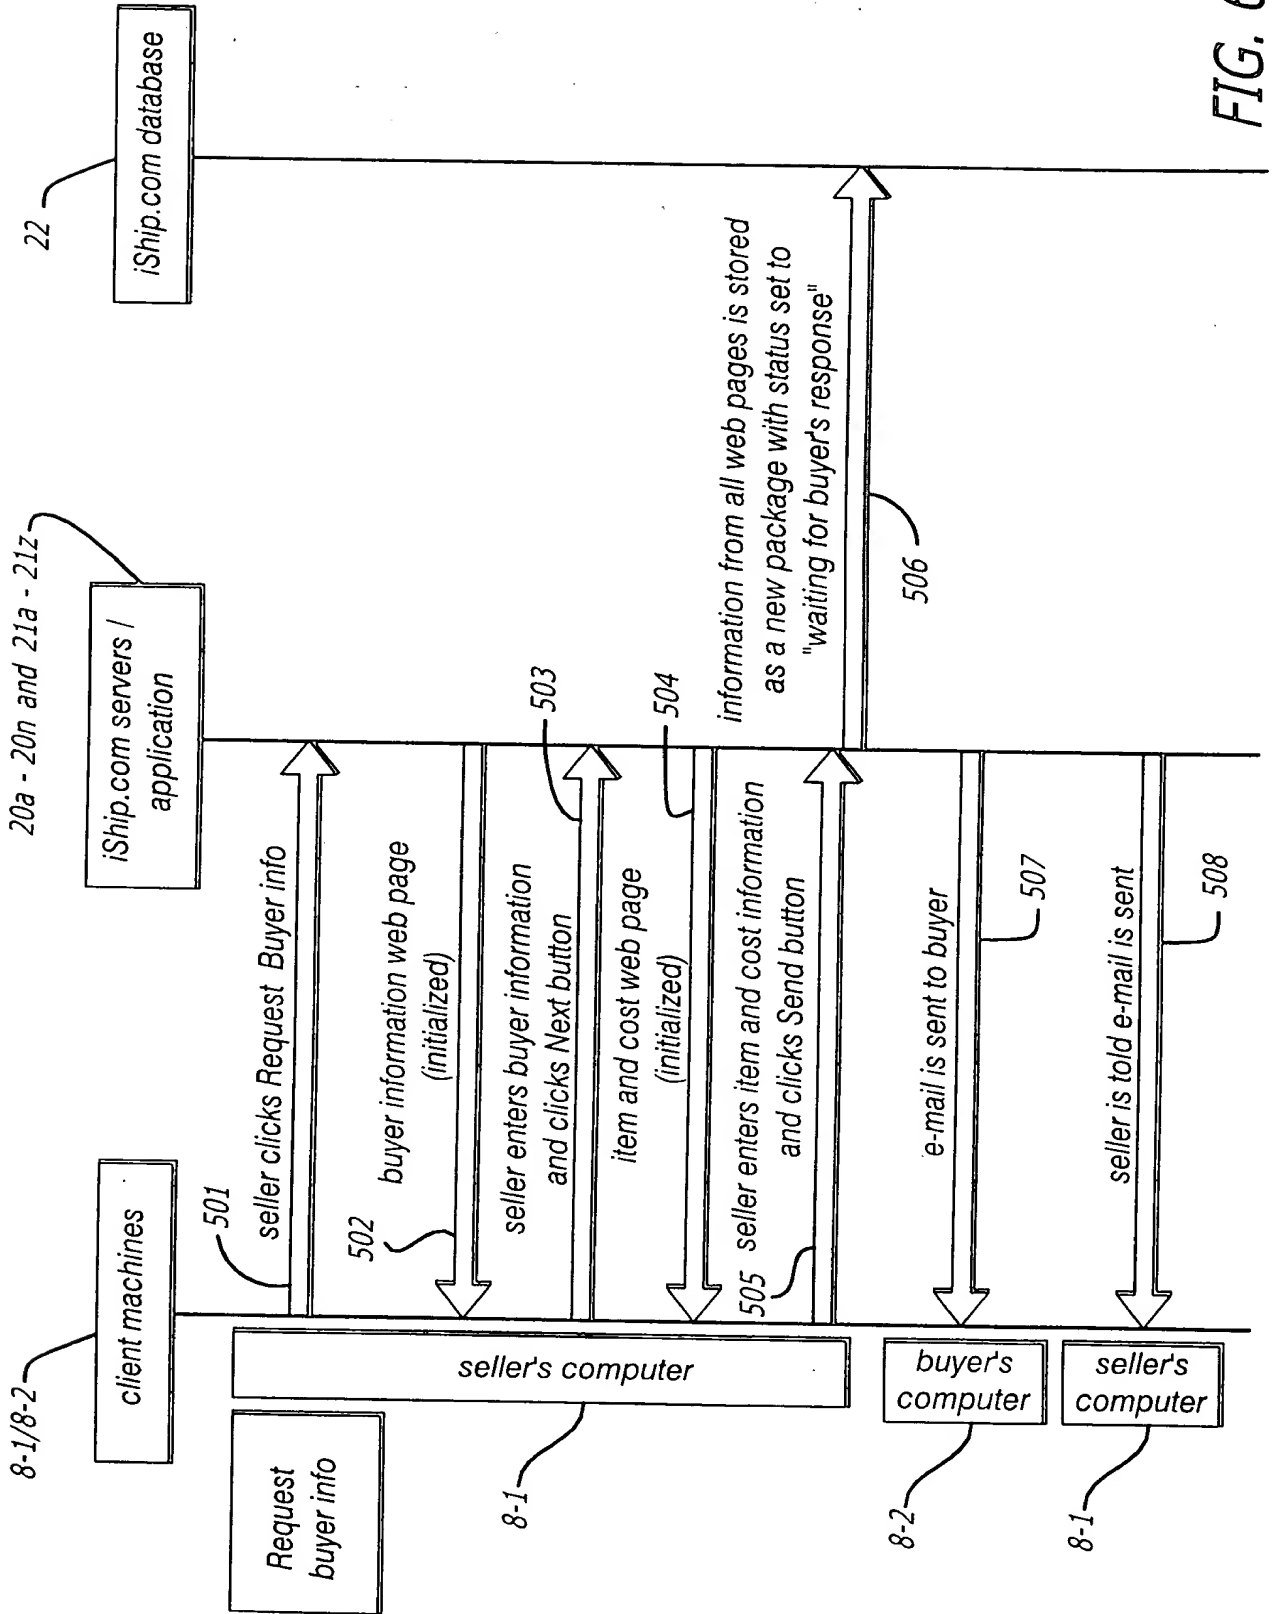 8-1/8-2
client machines
20a - 20n and 21a - 21z
iShip.com servers /
application
22
iShip.com database
Request
buyer info
seller's computer
8-1
501
seller clicks Request Buyer info
buyer information web page
(initialized)
502
seller enters buyer information
and clicks Next button
503
item and cost web page
(initialized)
504
505
seller enters item and cost information
and clicks Send button
information from all web pages is stored
as a new package with status set to
"waiting for buyer's response"
506
buyer's
computer
8-2
e-mail is sent to buyer
507
seller's
computer
8-1
seller is told e-mail is sent
508
FIG. 6